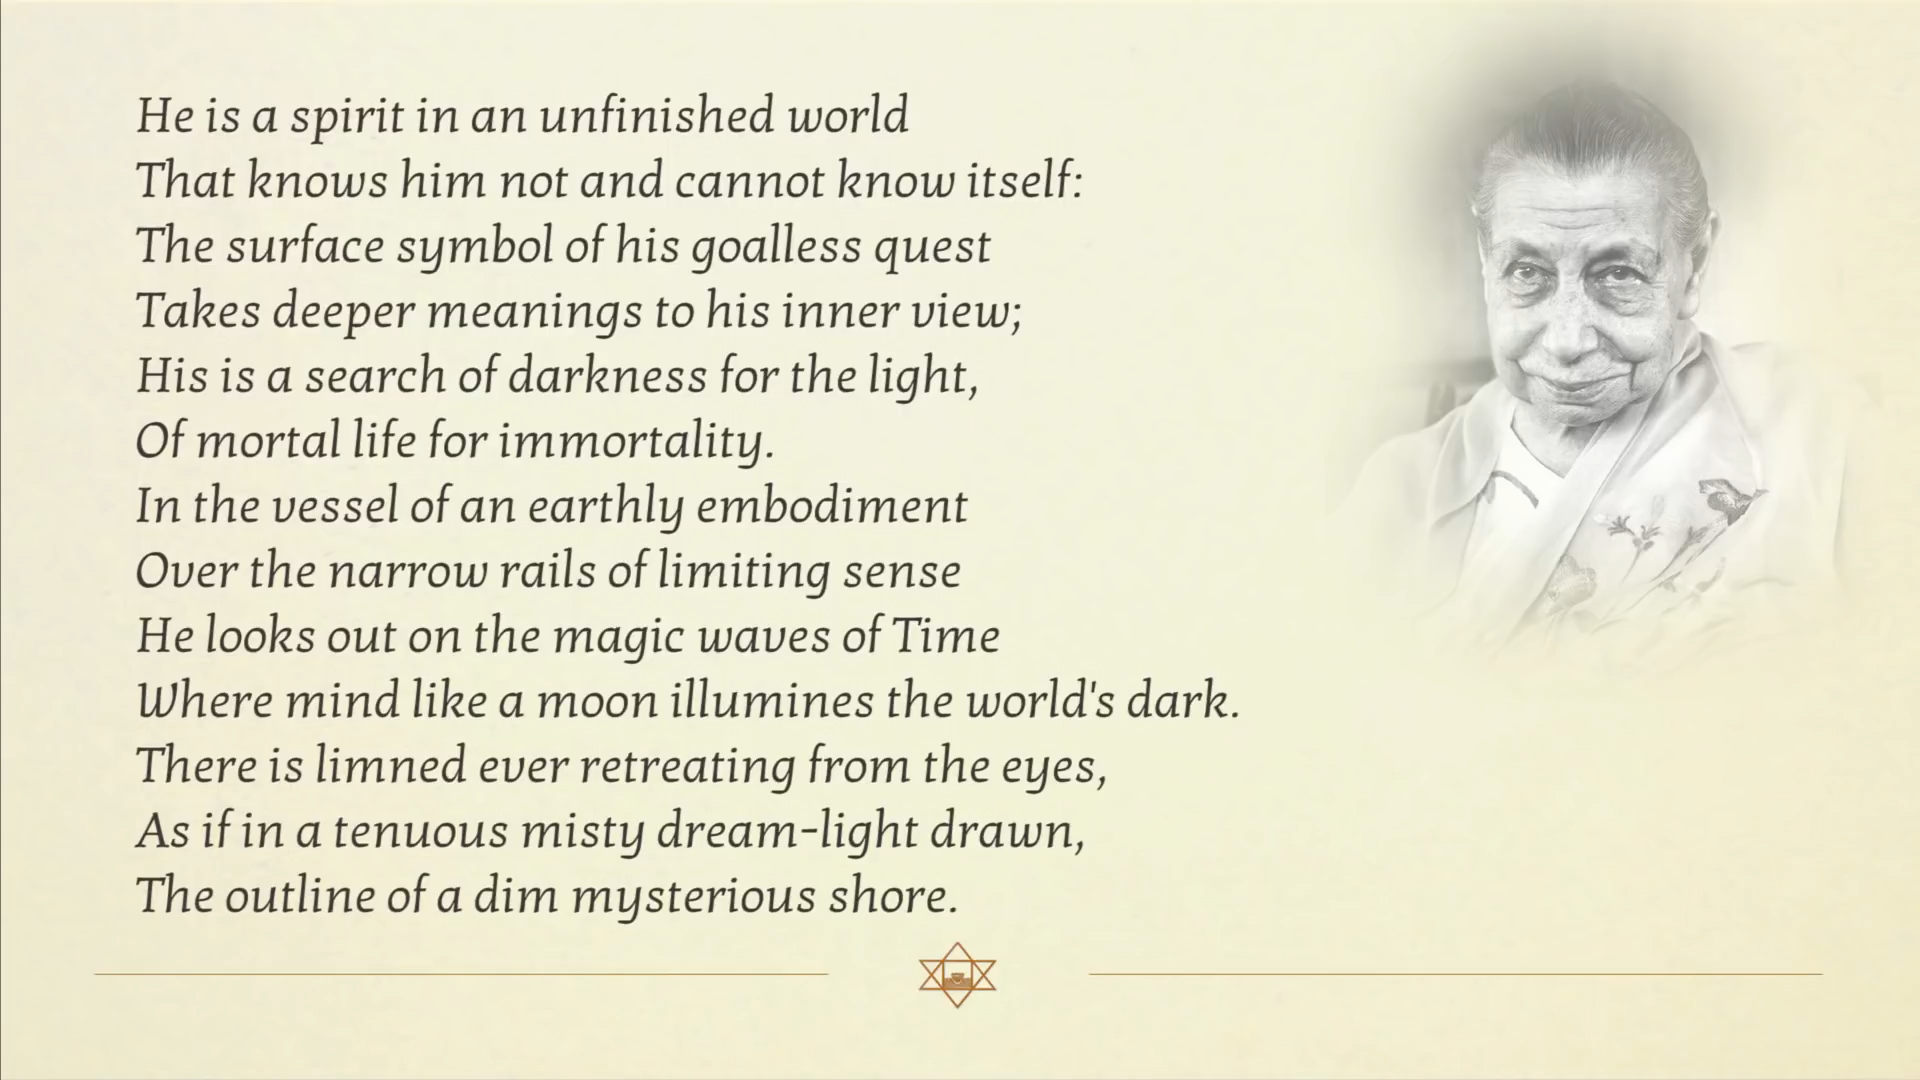 He is a spirit in an unfinished world
That knows him not and cannot know itself:
The surface symbol of his goalless quest
Takes deeper meanings to his inner view;
His is a search of darkness for the light,
Of mortal life for immortality.
In the vessel of an earthly embodiment
Over the narrow rails of limiting sense
He looks out on the magic waves of Time
Where mind like a moon illumines the world's dark.
There is limned ever retreating from the eyes,
As if in a tenuous misty dream-light drawn,
The outline of a dim mysterious shore.